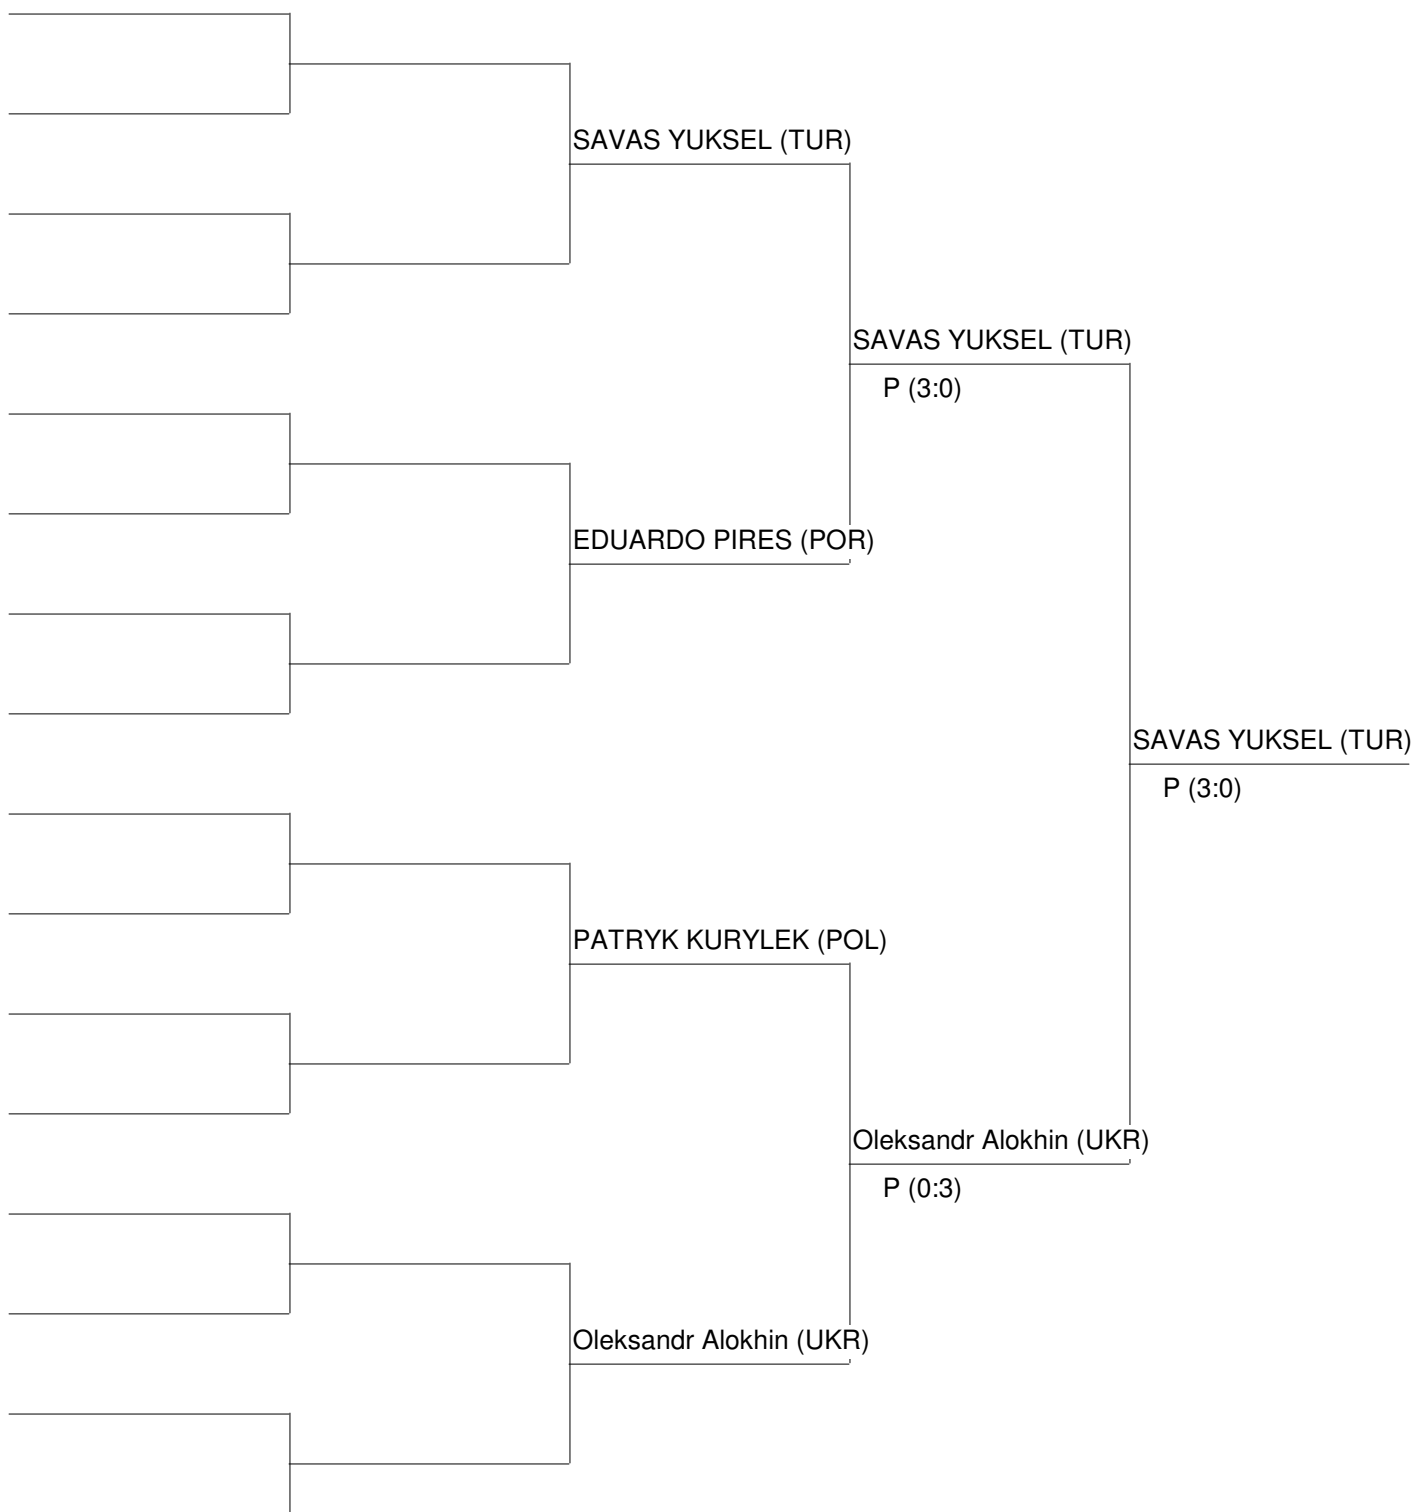 SAVAS YUKSEL (TUR)
SAVAS YUKSEL (TUR)
P (3:0)
EDUARDO PIRES (POR)
SAVAS YUKSEL (TUR)
P (3:0)
PATRYK KURYLEK (POL)
Oleksandr Alokhin (UKR)
P (0:3)
Oleksandr Alokhin (UKR)